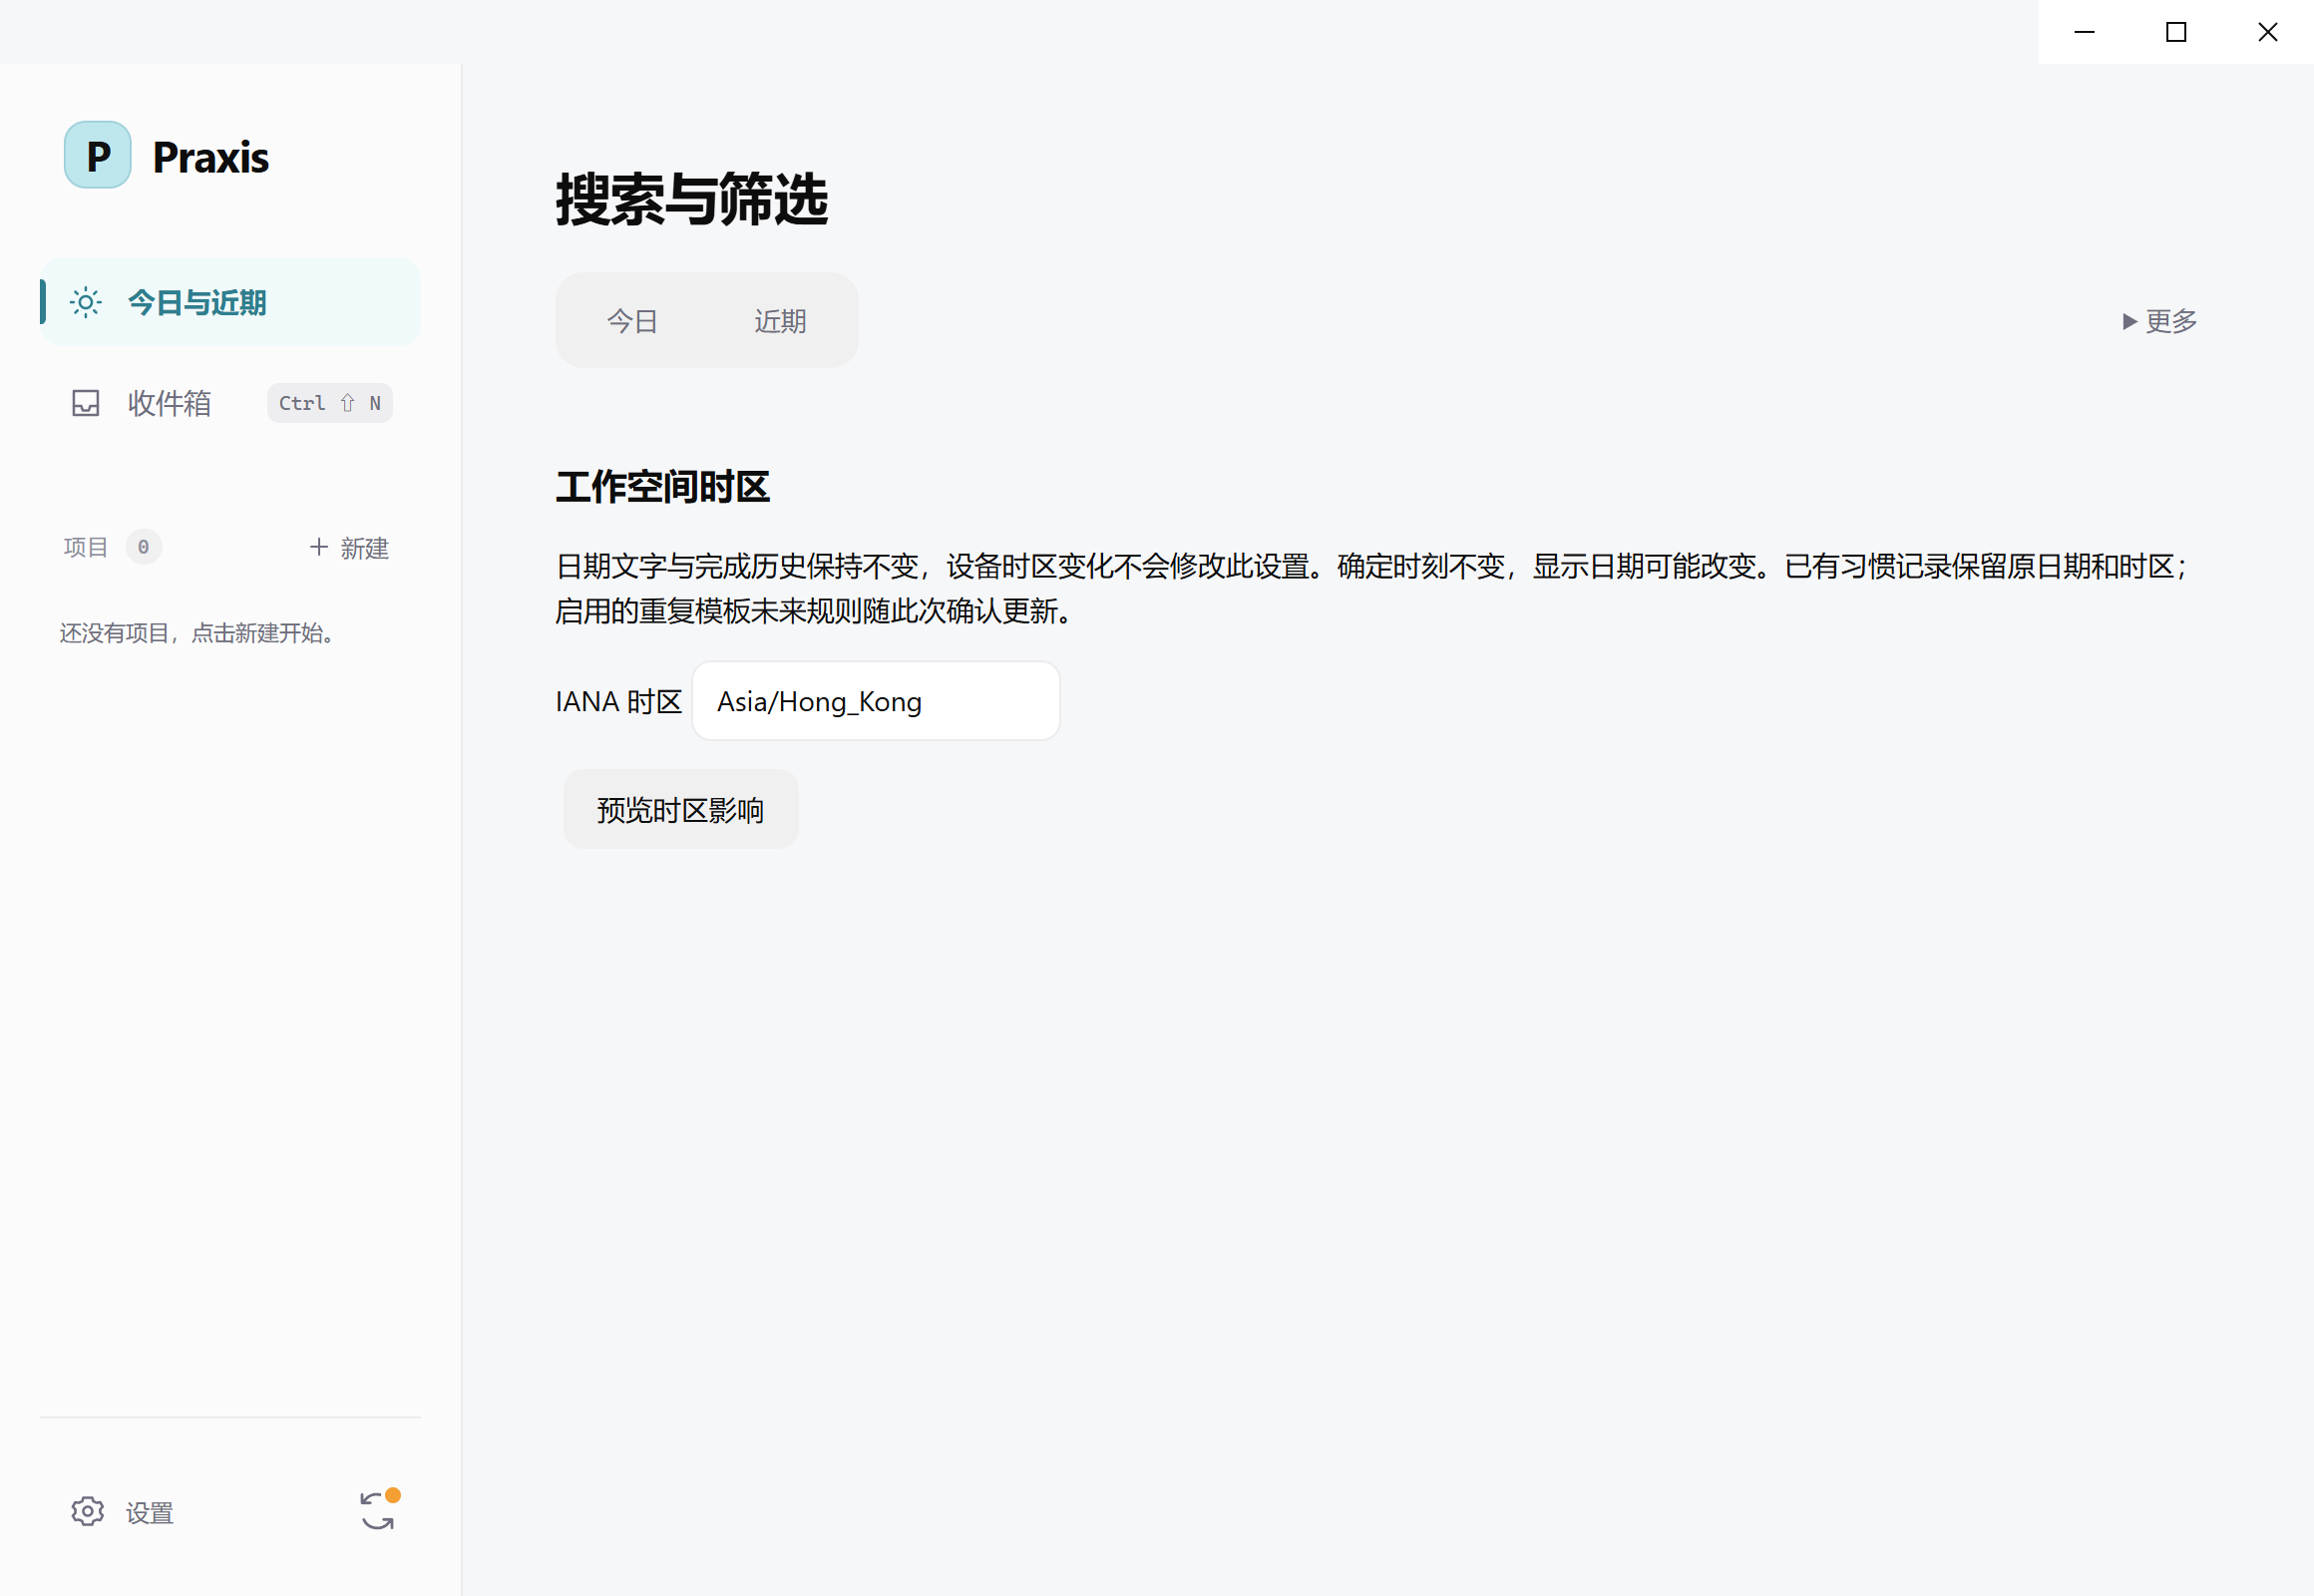 P Praxis
今日与近期
收件箱 Ctrl ⇧ N
项目 0 + 新建
还没有项目，点击新建开始。
设置
搜索与筛选
今日 近期
▶ 更多
工作空间时区
日期文字与完成历史保持不变，设备时区变化不会修改此设置。确定时刻不变，显示日期可能改变。已有习惯记录保留原日期和时区；
启用的重复模板未来规则随此次确认更新。
IANA 时区 Asia/Hong_Kong
预览时区影响